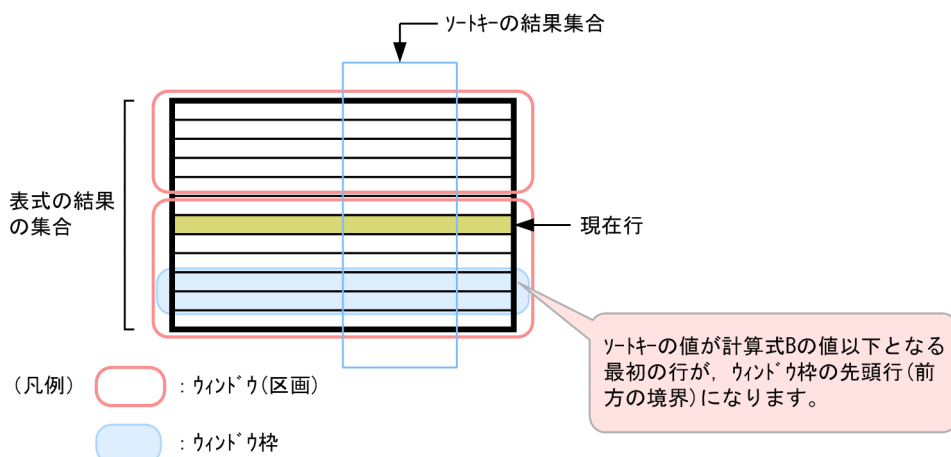 ｿｰﾄｷｰの結果集合
表式の結果
の集合
現在行
ｿｰﾄｷｰの値が計算式Bの値以下となる
最初の行が，ｳｨﾝﾄﾞｳ枠の先頭行(前
方の境界)になります。
(凡例)
：ｳｨﾝﾄﾞｳ(区画)
：ｳｨﾝﾄﾞｳ枠